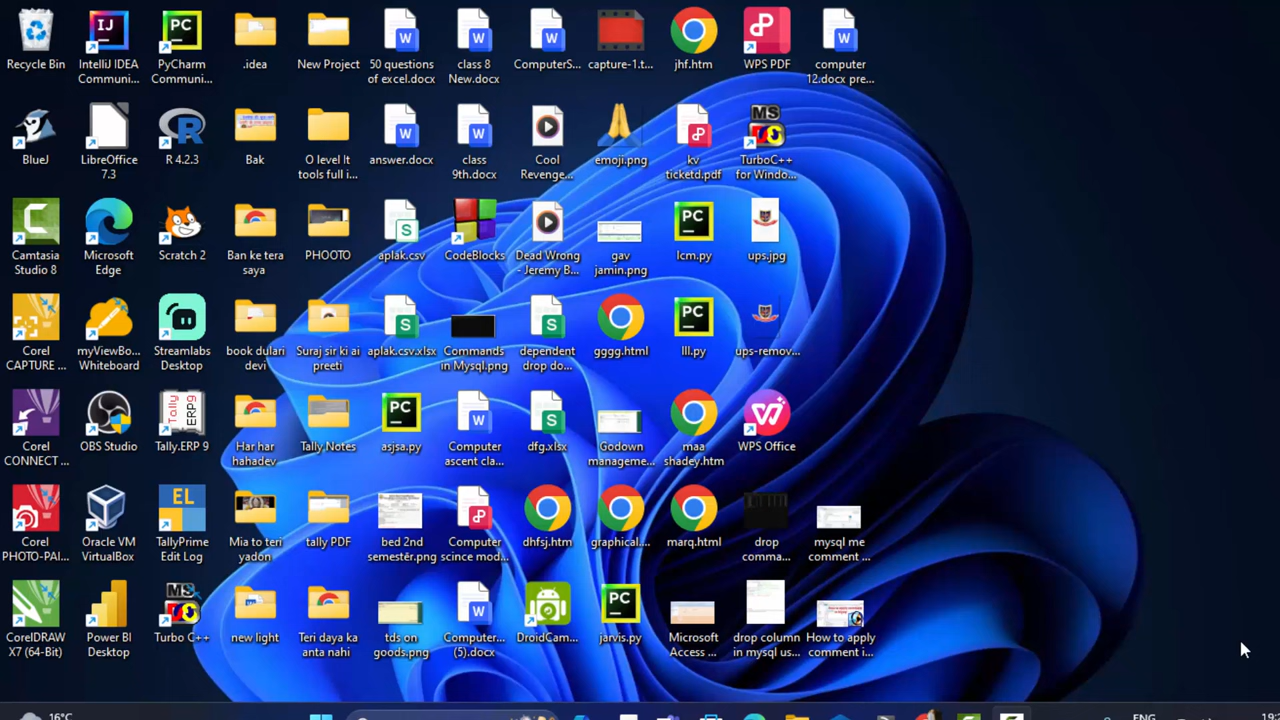 Recycle Bin
IntelliJ IDEA
Communi...
PyCharm
Communi...
.idea
New Project
50 questions
of excel.docx
class 8
New.docx
ComputerS...
capture-1.t...
jhf.htm
WPS PDF
computer
12.docx pre...
BlueJ
LibreOffice
7.3
R 4.2.3
Bak
O level It
tools full i...
answer.docx
class
9th.docx
Cool
Revenge...
emoji.png
kv
ticketd.pdf
TurboC++
for Windo...
Camtasia
Studio 8
Microsoft
Edge
Scratch 2
Ban ke tera
saya
PHOOTO
aplak.csv
CodeBlocks
Dead Wrong
- Jeremy B...
gav
jamin.png
lcm.py
ups.jpg
Corel
CAPTURE ...
myViewBo...
Whiteboard
Streamlabs
Desktop
book dulari
devi
Suraj sir ki ai
preeti
aplak.csv.xlsx
Commands
in Mysql.png
dependent
drop do...
gggg.html
lll.py
ups-remov...
Corel
CONNECT ...
OBS Studio
Tally.ERP 9
Har har
hahadev
Tally Notes
asjsa.py
Computer
ascent cla...
dfg.xlsx
Godown
manageme...
maa
shadey.htm
WPS Office
Corel
PHOTO-PAI...
Oracle VM
VirtualBox
TallyPrime
Edit Log
Mia to teri
yadon
tally PDF
bed 2nd
semester.png
Computer
scince mod...
dhfsj.htm
graphical....
marq.html
drop
comma...
mysql me
comment ...
CorelDRAW
X7 (64-Bit)
Power BI
Desktop
Turbo C++
new light
Teri daya ka
anta nahi
tds on
goods.png
Computer...
(5).docx
DroidCam...
jarvis.py
Microsoft
Access ...
drop column
in mysql us...
How to apply
comment i...
16°C
ENG